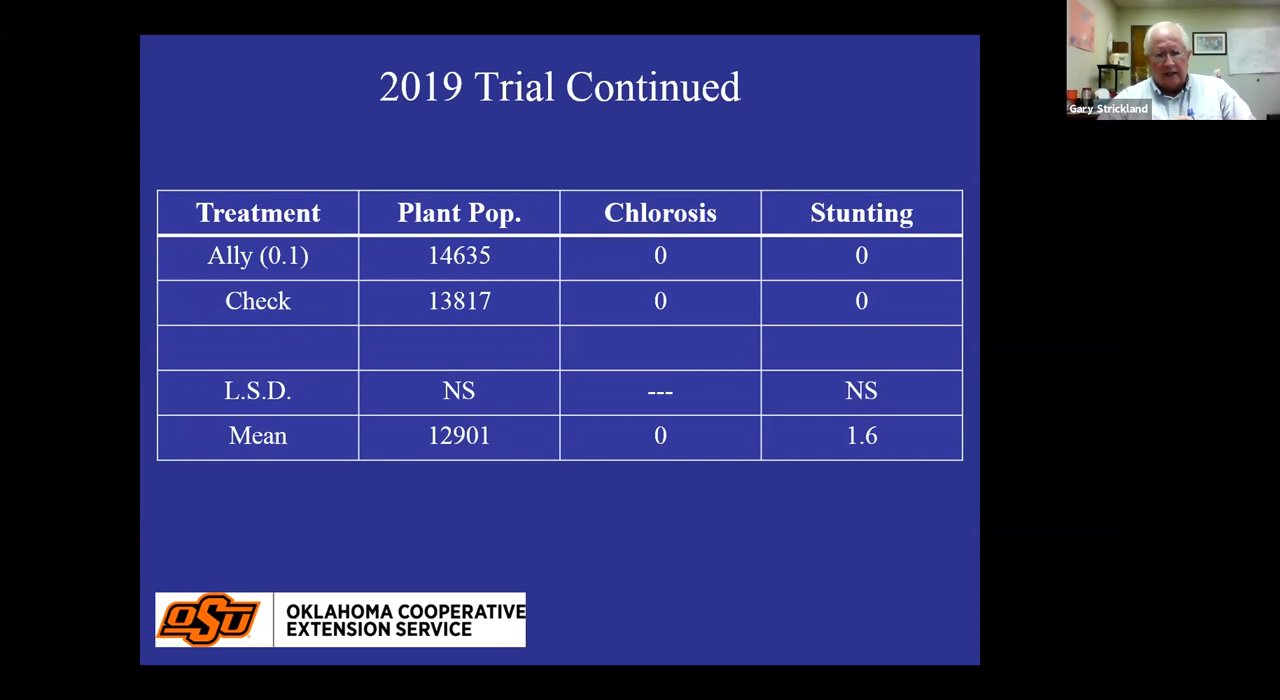 2019 Trial Continued
Treatment Plant Pop. Chlorosis Stunting
Ally (0.1) 14635 0 0
Check 13817 0 0
L.S.D. NS --- NS
Mean 12901 0 1.6
OSU
OKLAHOMA COOPERATIVE
EXTENSION SERVICE
Gary Strickland